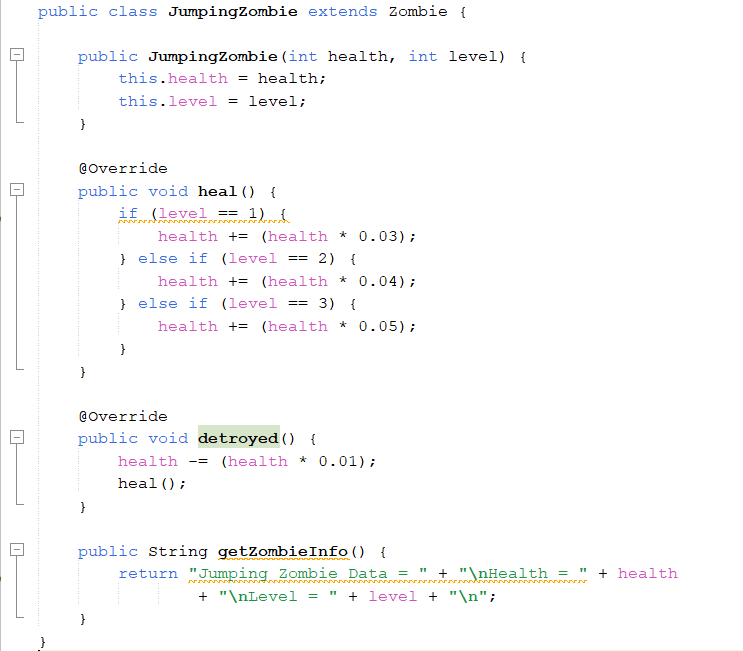 public class JumpingZombie extends Zombie {
public JumpingZombie(int health, int level) {
this.health = health;
this.level = level;
}
@Override
public void heal() {
if (level == 1) {
health += (health * 0.03);
} else if (level == 2) {
health += (health * 0.04);
} else if (level == 3) {
health += (health * 0.05);
}
}
@Override
public void detroyed() {
health -= (health * 0.01);
heal();
}
public String getZombieInfo() {
return "Jumping Zombie Data = " + "\nHealth = " + health
+ "\nLevel = " + level + "\n";
}
}